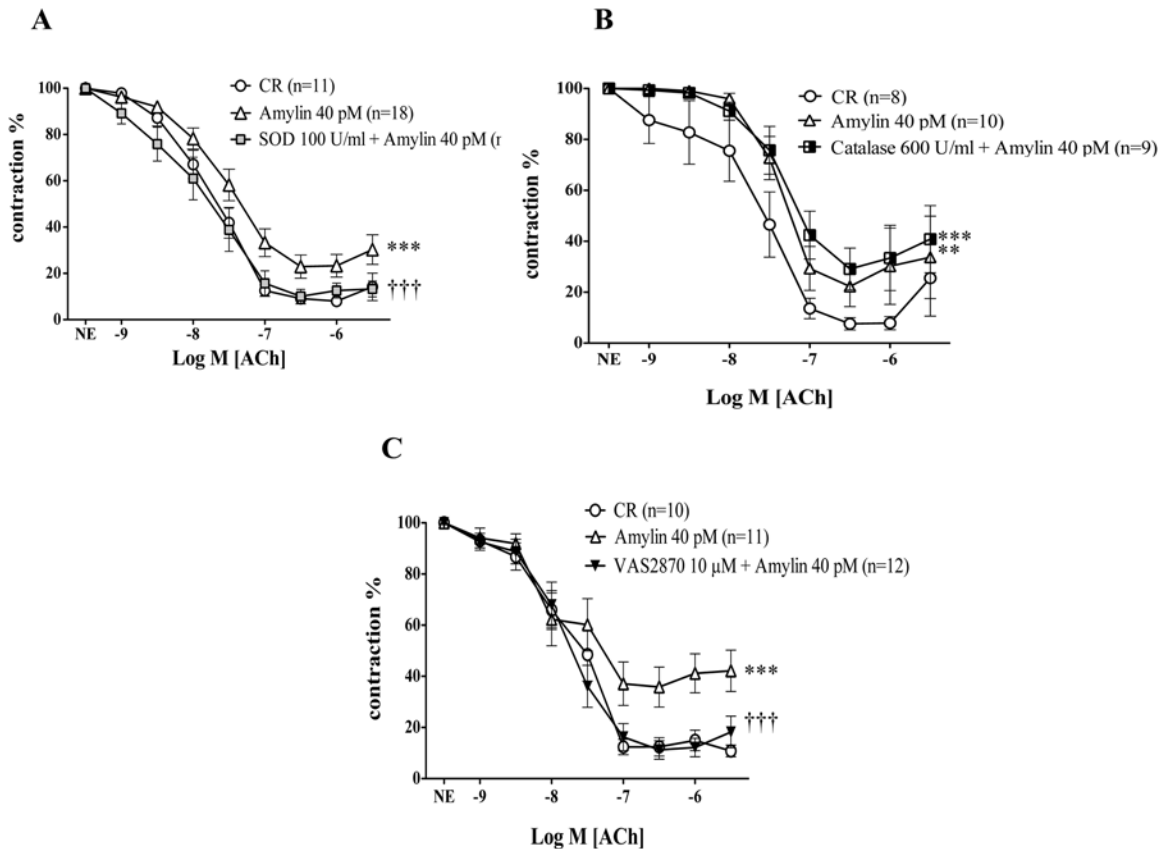 A
CR (n=11)
Amylin 40 pM (n=18)
SOD 100 U/ml + Amylin 40 pM (
contraction %
100
80
60
40
20
0
***
†††
NE -9 -8 -7 -6
Log M [ACh]
B
CR (n=8)
Amylin 40 pM (n=10)
Catalase 600 U/ml + Amylin 40 pM (n=9)
contraction %
100
80
60
40
20
0
***
**
NE -9 -8 -7 -6
Log M [ACh]
C
CR (n=10)
Amylin 40 pM (n=11)
VAS2870 10 µM + Amylin 40 pM (n=12)
contraction %
100
80
60
40
20
0
***
†††
NE -9 -8 -7 -6
Log M [ACh]